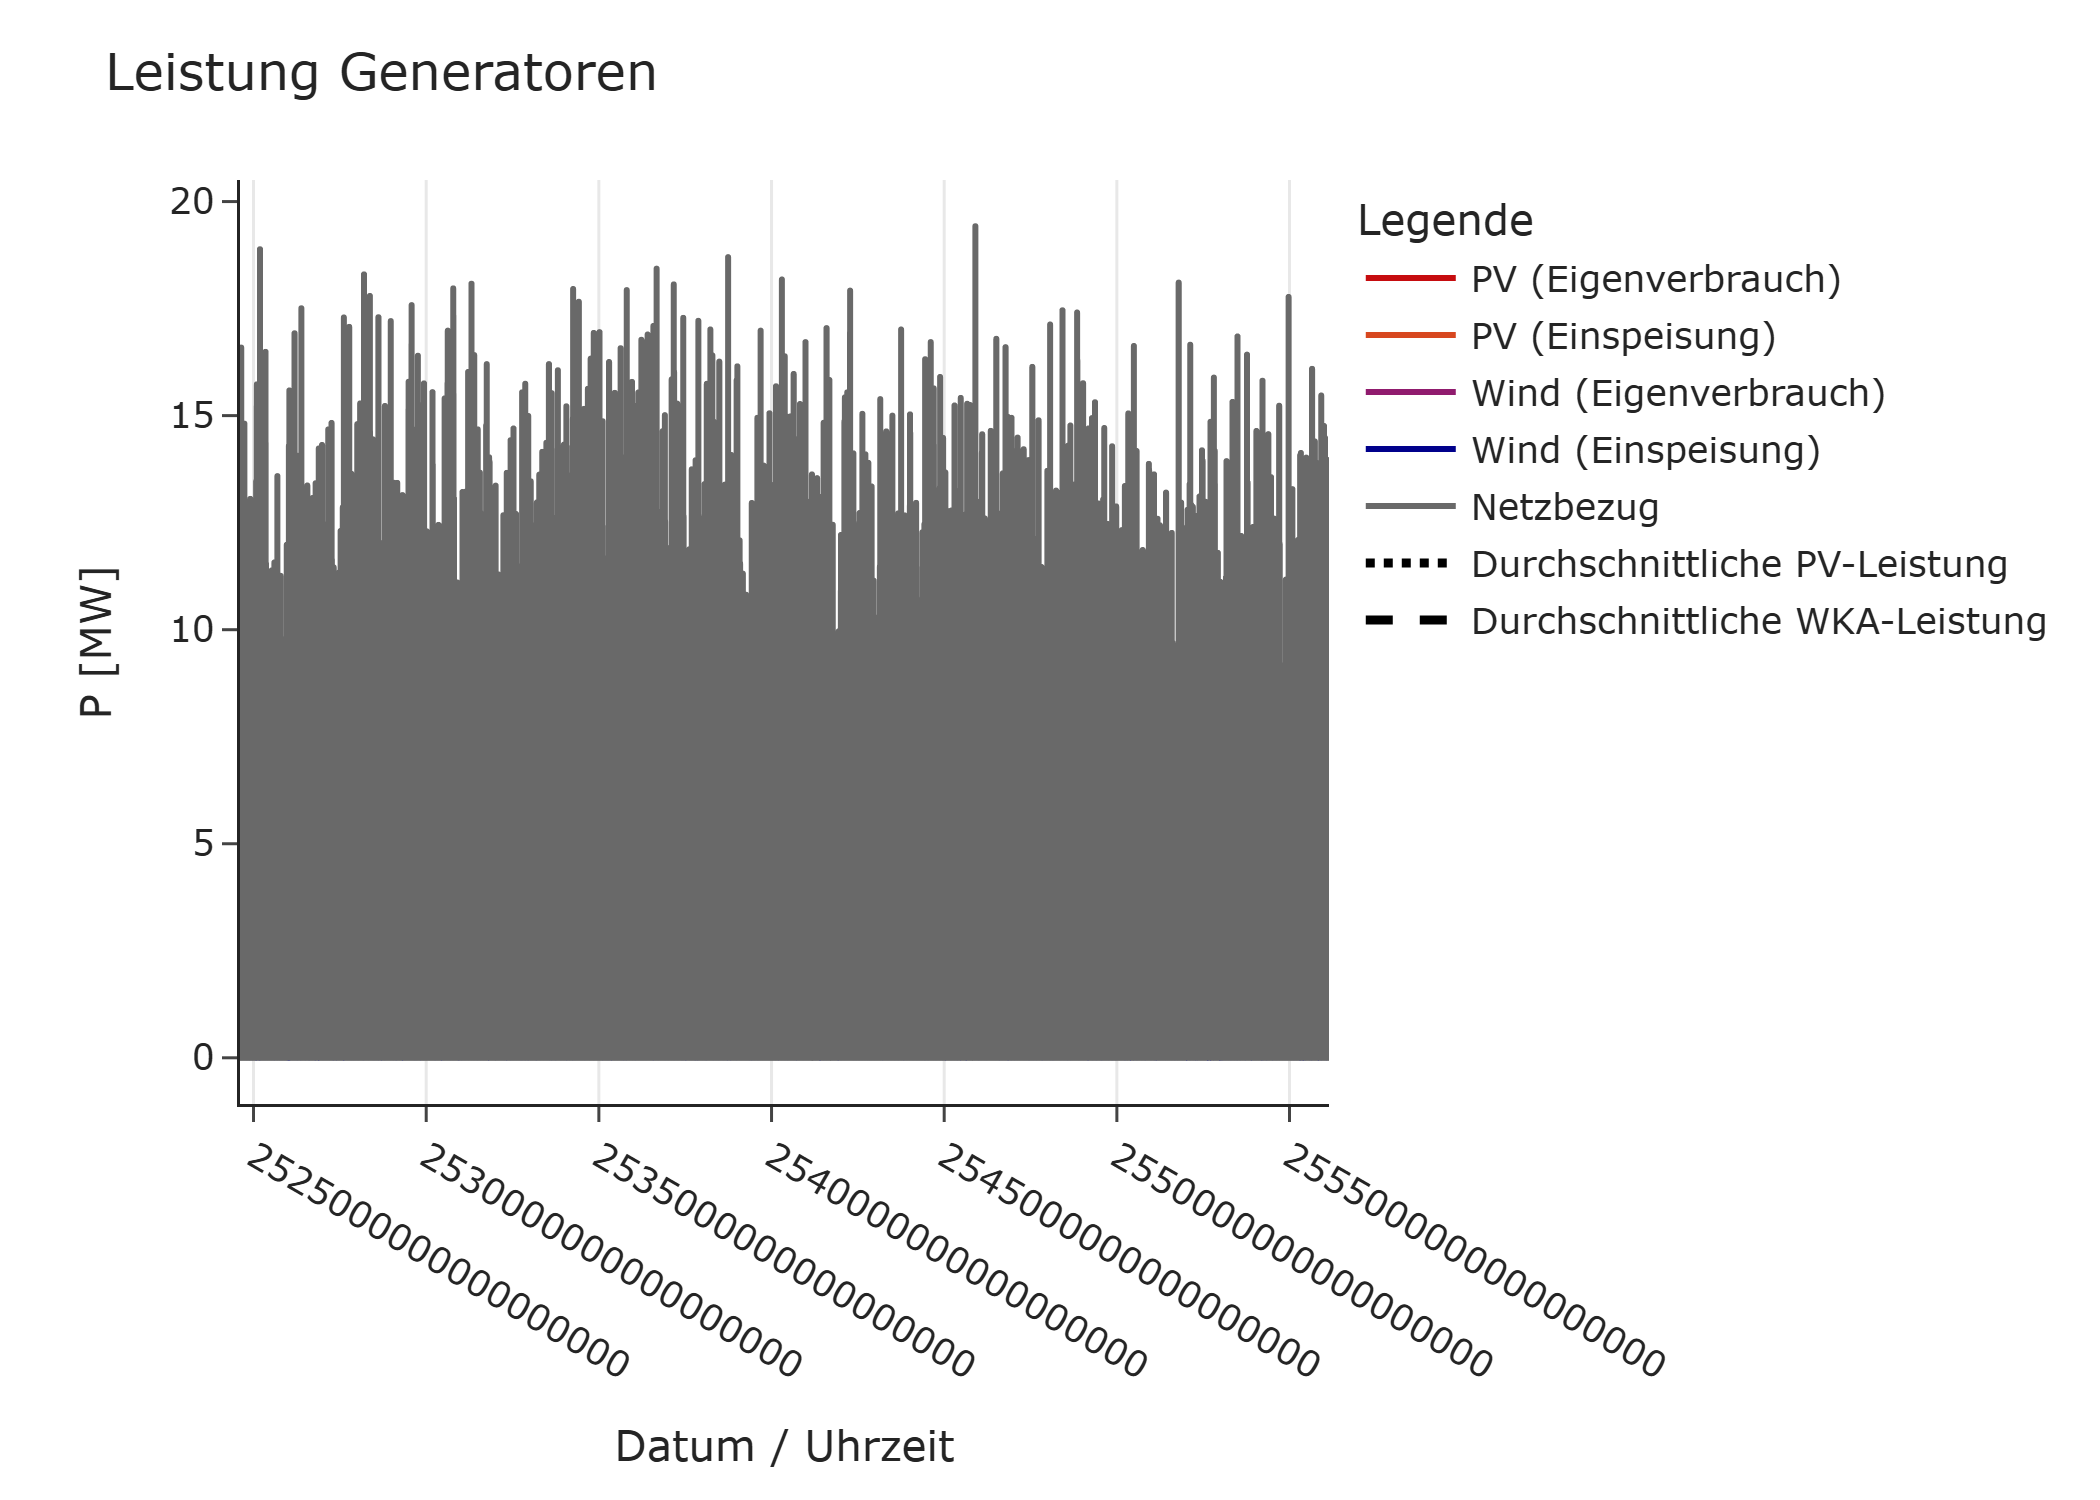 Leistung Generatoren
20
15
10
5
0
P [MW]
Legende
PV (Eigenverbrauch)
PV (Einspeisung)
Wind (Eigenverbrauch)
Wind (Einspeisung)
Netzbezug
Durchschnittliche PV-Leistung
Durchschnittliche WKA-Leistung
2525000000000000000
2530000000000000000
2535000000000000000
2540000000000000000
2545000000000000000
2550000000000000000
2555000000000000000
Datum / Uhrzeit